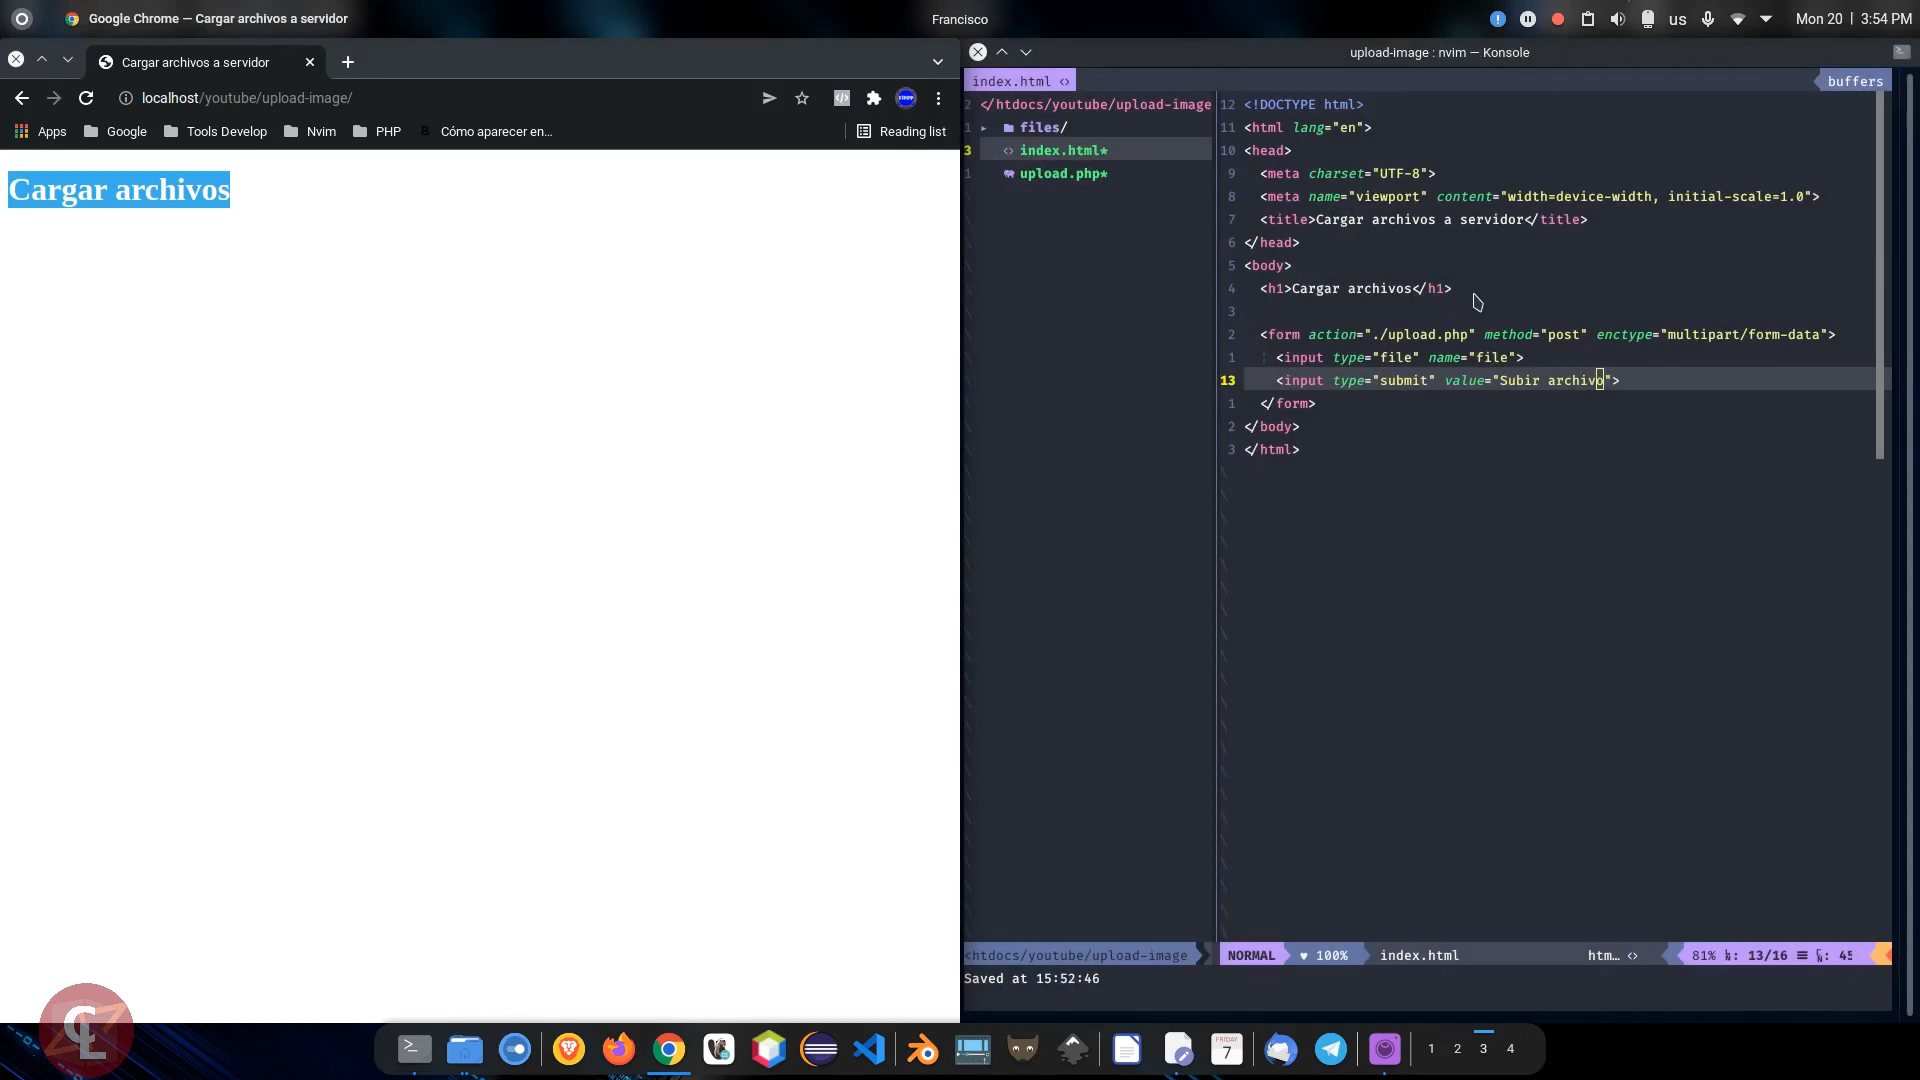 Google Chrome — Cargar archivos a servidor
Francisco
us
Mon 20 | 3:54 PM
Cargar archivos a servidor
localhost/youtube/upload-image/
Apps
Google
Tools Develop
Nvim
PHP
Cómo aparecer en...
Reading list
Cargar archivos
upload-image : nvim — Konsole
index.html <>
buffers
2 </htdocs/youtube/upload-image
1 ▸ files/
3 <> index.html*
1 upload.php*
12 <!DOCTYPE html>
11 <html lang="en">
10 <head>
9 <meta charset="UTF-8">
8 <meta name="viewport" content="width=device-width, initial-scale=1.0">
7 <title>Cargar archivos a servidor</title>
6 </head>
5 <body>
4 <h1>Cargar archivos</h1>
3
2 <form action="./upload.php" method="post" enctype="multipart/form-data">
1 <input type="file" name="file">
13 <input type="submit" value="Subir archivo">
1 </form>
2 </body>
3 </html>
<htdocs/youtube/upload-image
NORMAL ♥ 100% index.html htm… <> 81% 13/16 ≡ : 45
Saved at 15:52:46
CL
FRIDAY
7
1 2 3 4